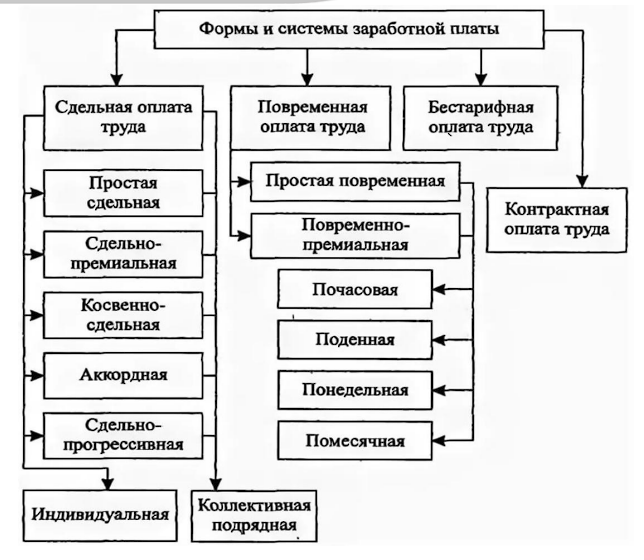 Формы и системы заработной платы
Сдельная оплата
труда
Повременная
оплата труда
Бестарифная
оплата труда
Контрактная
оплата труда
Простая
сдельная
Сдельно-
премиальная
Косвенно-
сдельная
Аккордная
Сдельно-
прогрессивная
Индивидуальная
Коллективная
подрядная
Простая повременная
Повременно-
премиальная
Почасовая
Поденная
Понедельная
Помесячная